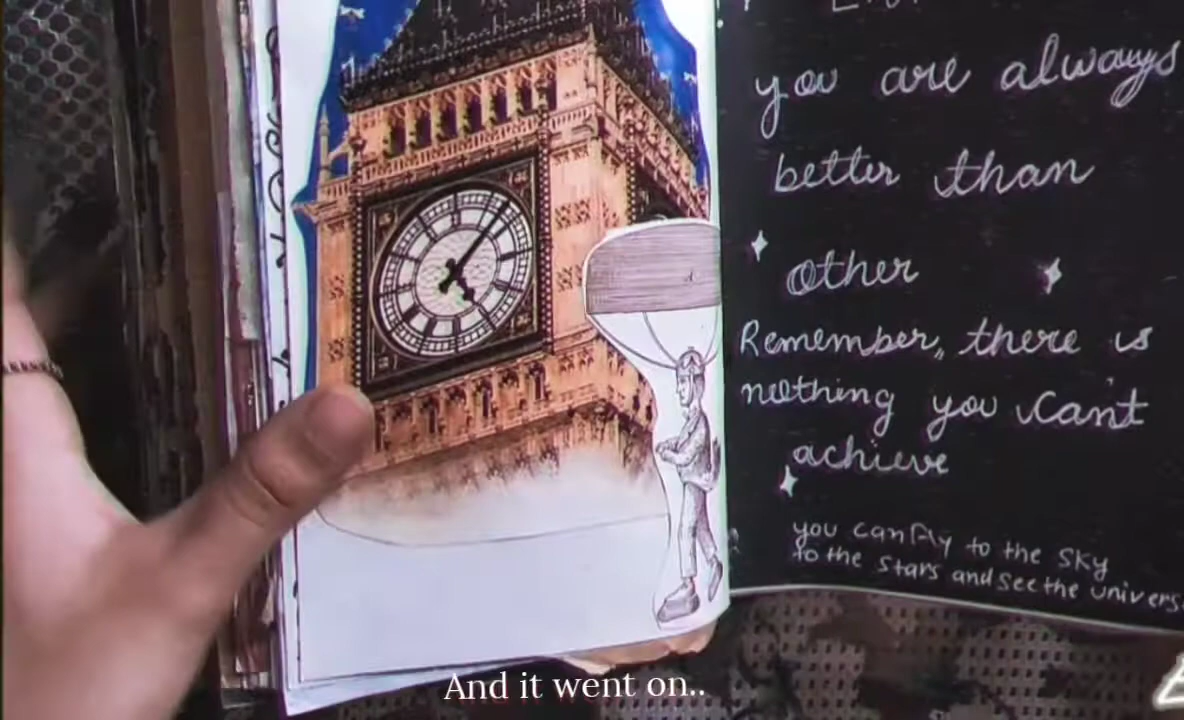 you are always
better than
other
Remember, there is
nothing you can't
achieve
you can fly to the sky
to the stars and see the univers
And it went on..